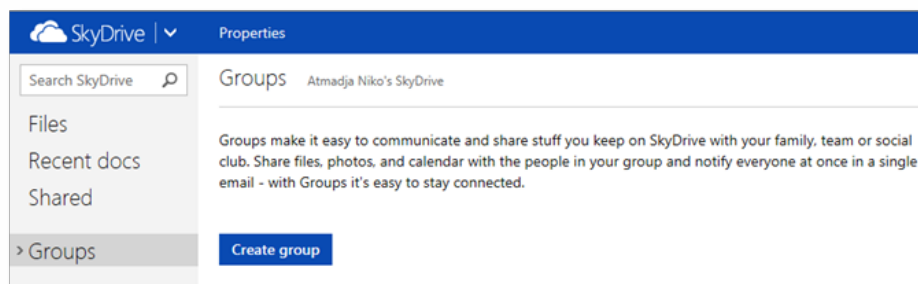 SkyDrive
Properties
Search SkyDrive
Groups Atmadja Niko's SkyDrive
Files
Recent docs
Shared
Groups
Groups make it easy to communicate and share stuff you keep on SkyDrive with your family, team or social
club. Share files, photos, and calendar with the people in your group and notify everyone at once in a single
email - with Groups it's easy to stay connected.
Create group